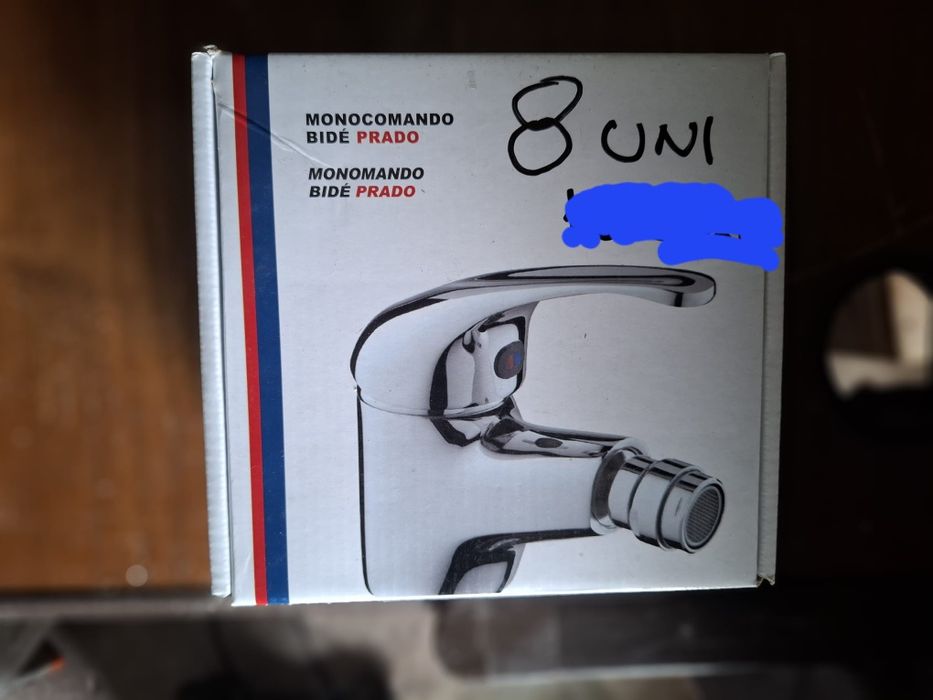 MONOCOMANDO
BIDÉ PRADO
MONOMANDO
BIDÉ PRADO
8 UNI